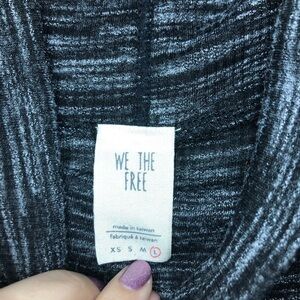 WE THE
FREE
made in taiwan
fabriqué à taiwan
XS S M L